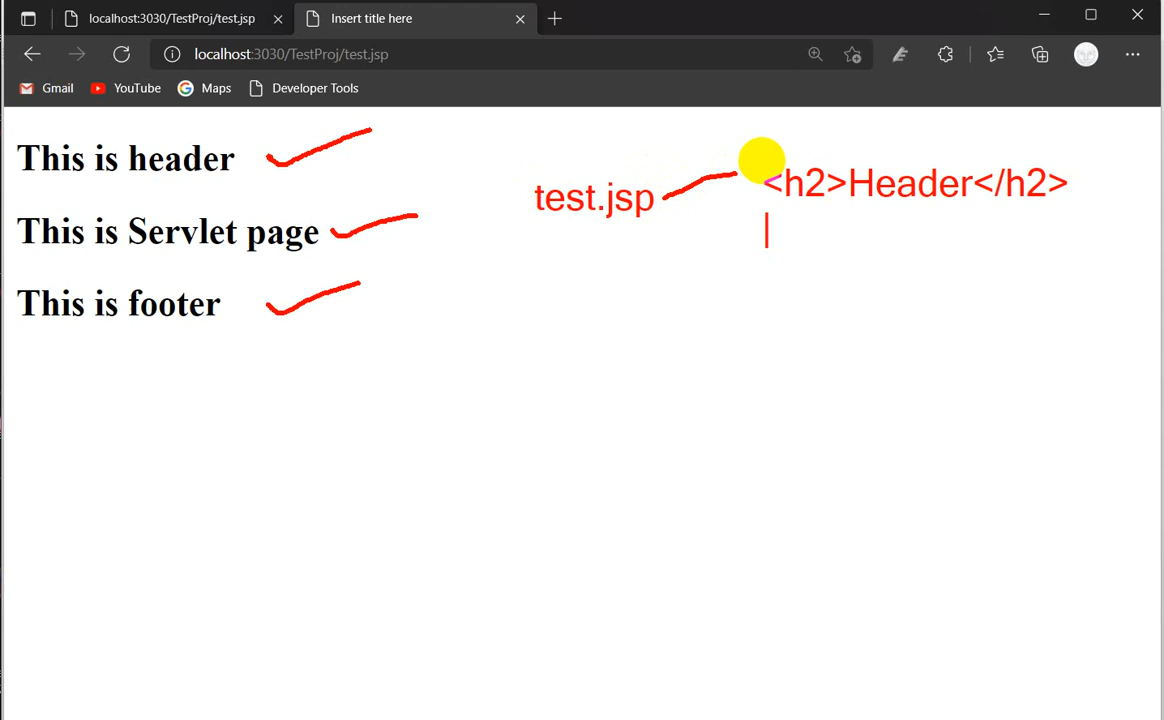 localhost:3030/TestProj/test.jsp
Insert title here
localhost:3030/TestProj/test.jsp
Gmail YouTube Maps Developer Tools
This is header
test.jsp
<h2>Header</h2>
This is Servlet page
This is footer